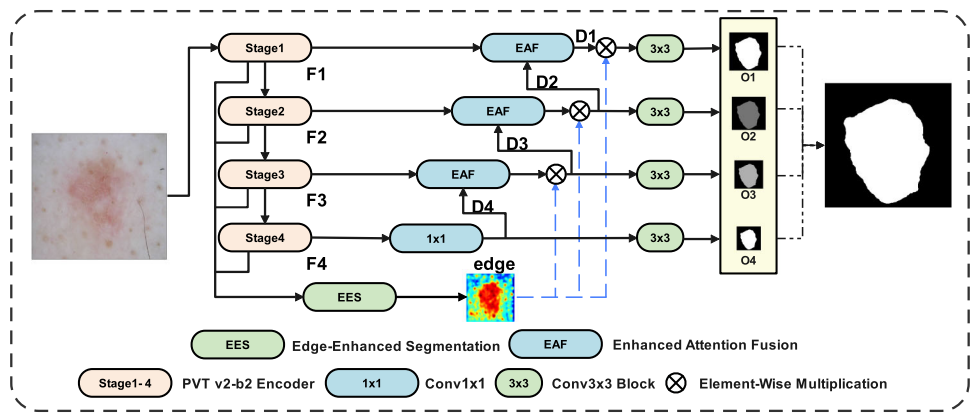 Stage1
F1
EAF
D1
3x3
O1
Stage2
F2
EAF
D2
3x3
O2
Stage3
F3
EAF
D3
3x3
O3
Stage4
F4
1x1
D4
3x3
O4
EES
edge
EES Edge-Enhanced Segmentation EAF Enhanced Attention Fusion
Stage1-4 PVT v2-b2 Encoder 1x1 Conv1x1 3x3 Conv3x3 Block Element-Wise Multiplication